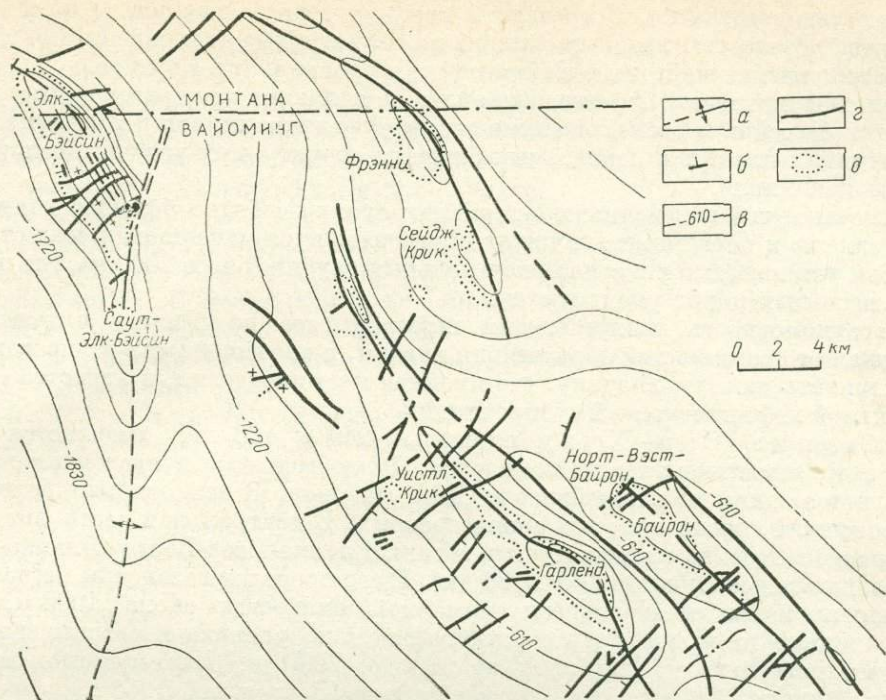 МОНТАНА
ВАЙОМИНГ
Элк-
Бэйсин
-1220
Саут-
Элк-Бэйсин
-1830
-1220
Фрэнни
Сейдж-
Крик
Уистл
Крик
Норт-Вэст-
Байрон
Байрон
610
-610
Гарленд
-610
а
г
б
д
-610
в
0 2 4 км